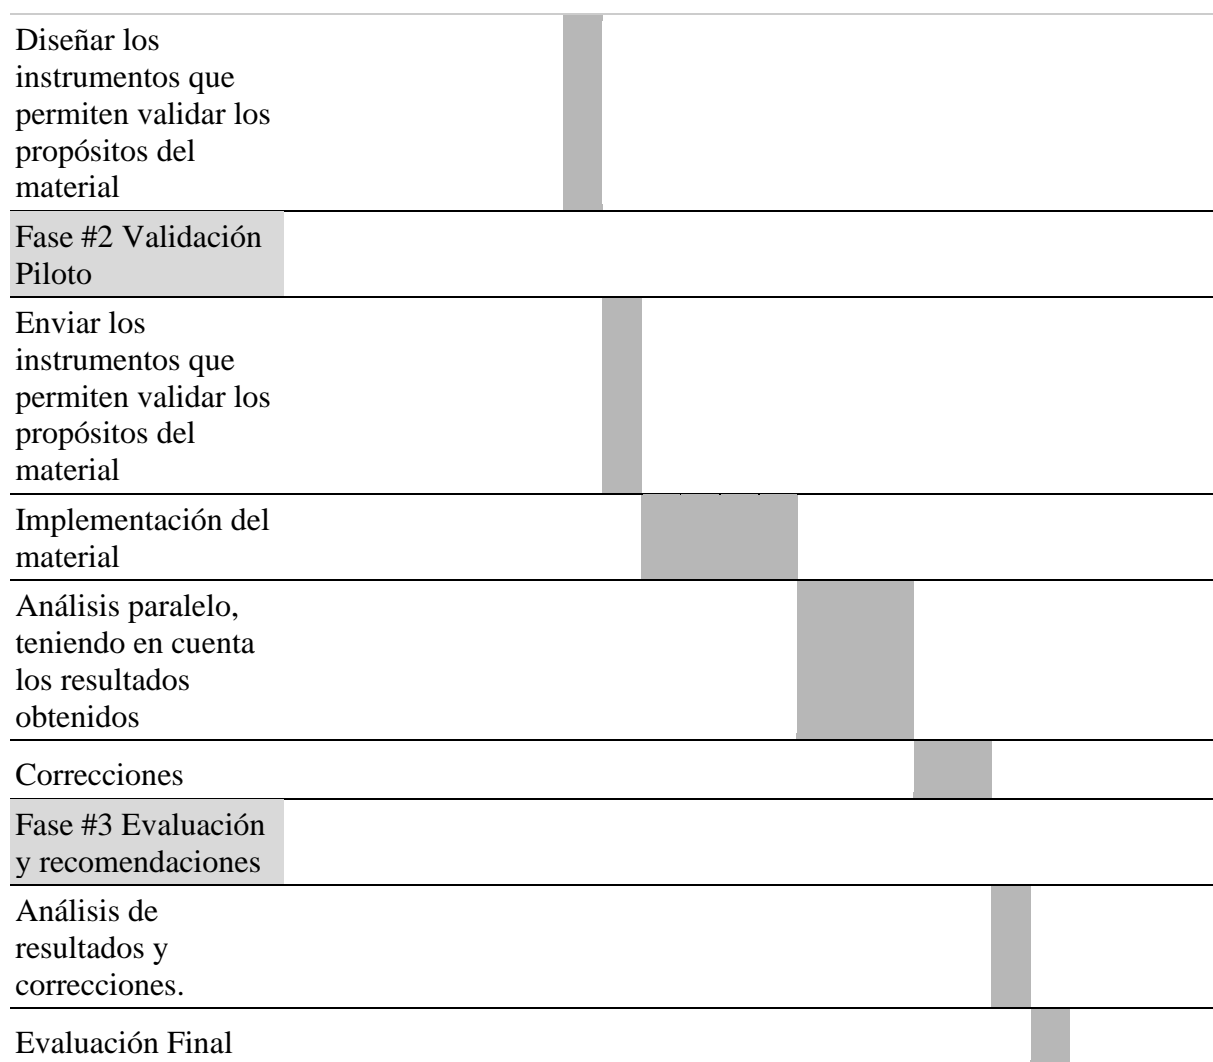 Diseñar los
instrumentos que
permiten validar los
propósitos del
material
Fase #2 Validación
Piloto
Enviar los
instrumentos que
permiten validar los
propósitos del
material
Implementación del
material
Análisis paralelo,
teniendo en cuenta
los resultados
obtenidos
Correcciones
Fase #3 Evaluación
y recomendaciones
Análisis de
resultados y
correcciones.
Evaluación Final